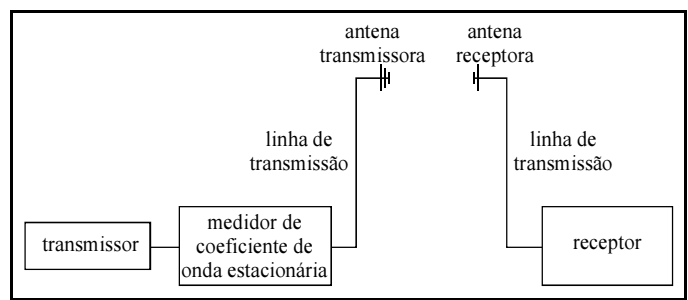 antena
transmissora
antena
receptora
linha de
transmissão
linha de
transmissão
transmissor
medidor de
coeficiente de
onda estacionária
receptor